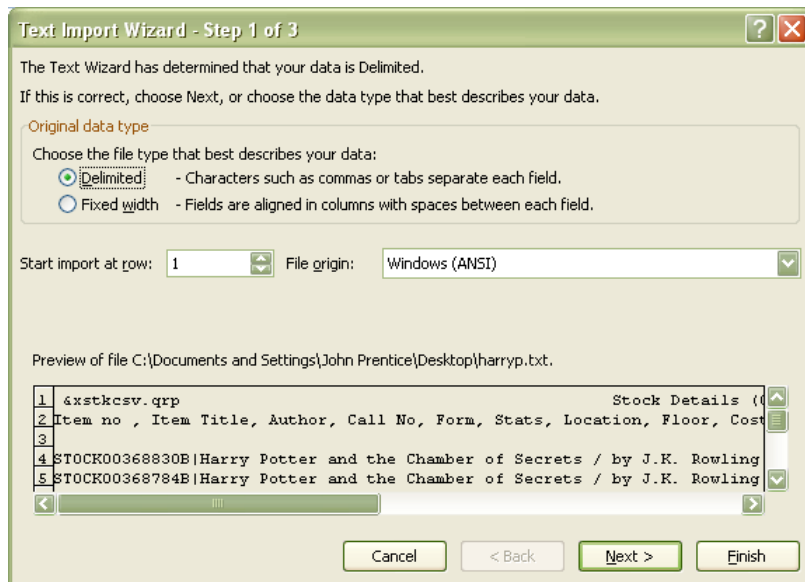 Text Import Wizard - Step 1 of 3
The Text Wizard has determined that your data is Delimited.
If this is correct, choose Next, or choose the data type that best describes your data.
Original data type
Choose the file type that best describes your data:
Delimited - Characters such as commas or tabs separate each field.
Fixed width - Fields are aligned in columns with spaces between each field.
Start import at row: 1 File origin: Windows (ANSI)
Preview of file C:\Documents and Settings\John Prentice\Desktop\harryp.txt.
1 &xstkcsv.qrp Stock Details (
2 Item no , Item Title, Author, Call No, Form, Stats, Location, Floor, Cost
3
4 STOCK00368830B|Harry Potter and the Chamber of Secrets / by J.K. Rowling
5 STOCK00368784B|Harry Potter and the Chamber of Secrets / by J.K. Rowling
Cancel < Back Next > Finish